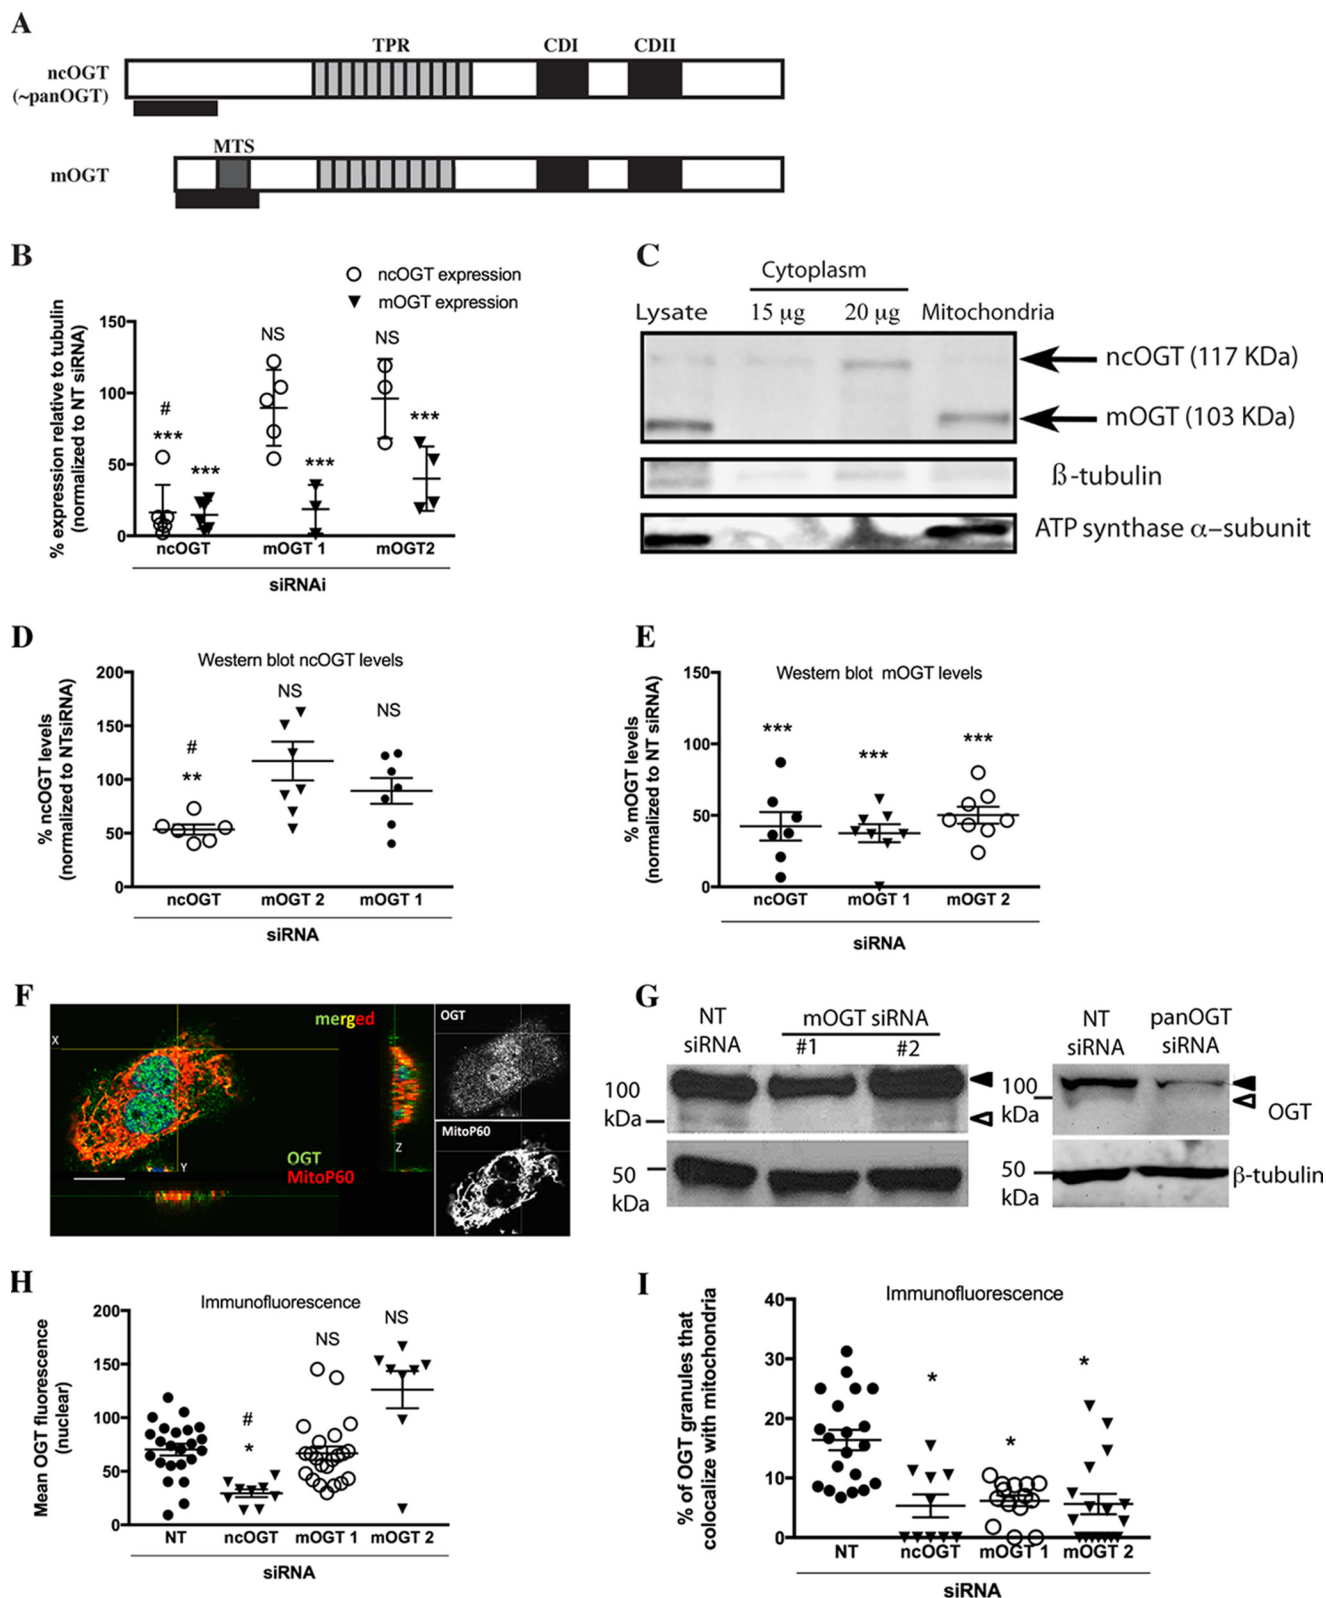 A
TPR CDI CDII
ncOGT
(~panOGT)
MTS
mOGT
B
ncOGT expression
mOGT expression
% expression relative to tubulin
(normalized to NT siRNA)
150
100
50
0
#
***
***
NS
***
NS
***
ncOGT mOGT 1 mOGT2
siRNAi
C
Cytoplasm
Lysate 15 µg 20 µg Mitochondria
ncOGT (117 KDa)
mOGT (103 KDa)
ß-tubulin
ATP synthase α–subunit
D
Western blot ncOGT levels
% ncOGT levels
(normalized to NTsiRNA)
200
150
100
50
0
#
**
NS
NS
ncOGT mOGT 2 mOGT 1
siRNA
E
Western blot mOGT levels
% mOGT levels
(normalized to NT siRNA)
150
100
50
0
***
***
***
ncOGT mOGT 1 mOGT 2
siRNA
F
merged
X
Y
Z
OGT
MitoP60
OGT
MitoP60
G
NT
siRNA
mOGT siRNA
#1 #2
100
kDa
50
kDa
NT
siRNA
panOGT
siRNA
100
kDa
OGT
50
kDa
β-tubulin
H
Immunofluorescence
Mean OGT fluorescence
(nuclear)
200
150
100
50
0
#
*
NS
NS
NT ncOGT mOGT 1 mOGT 2
siRNA
I
Immunofluorescence
% of OGT granules that
colocalize with mitochondria
40
30
20
10
0
*
*
*
NT ncOGT mOGT 1 mOGT 2
siRNA